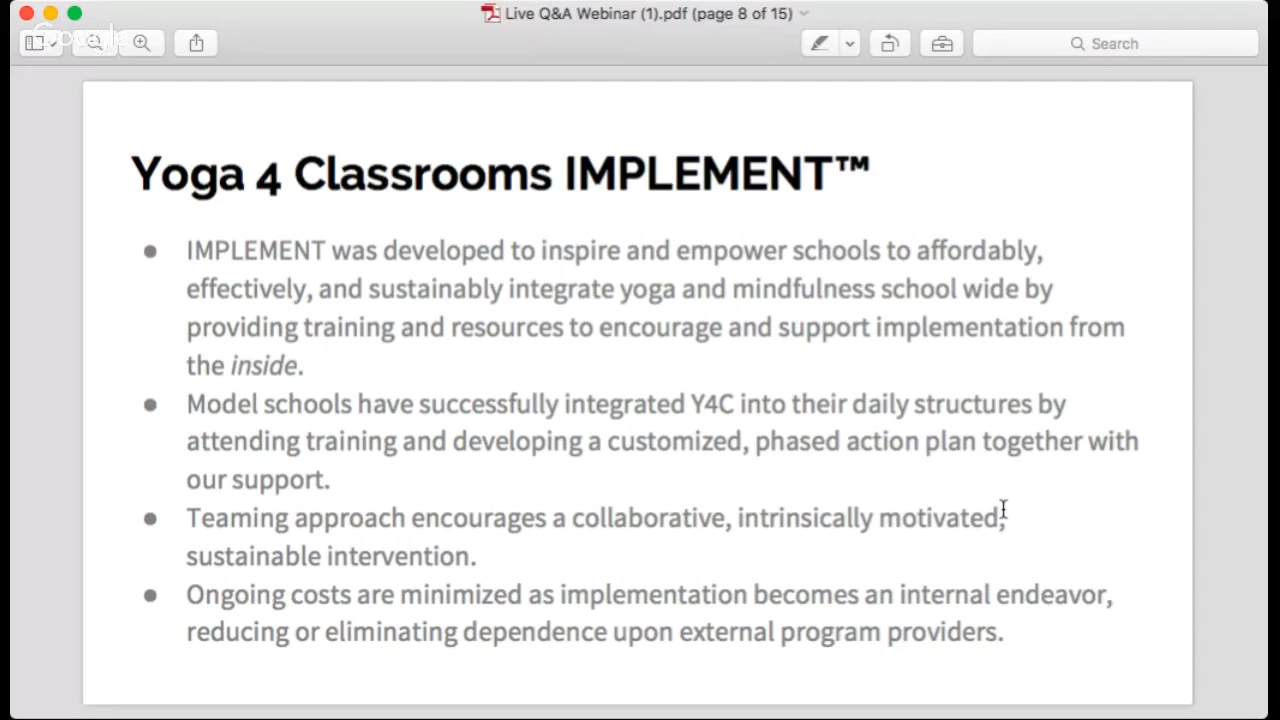 Live Q&A Webinar (1).pdf (page 8 of 15)
Google
Search
Yoga 4 Classrooms IMPLEMENT™
● IMPLEMENT was developed to inspire and empower schools to affordably,
effectively, and sustainably integrate yoga and mindfulness school wide by
providing training and resources to encourage and support implementation from
the inside.
● Model schools have successfully integrated Y4C into their daily structures by
attending training and developing a customized, phased action plan together with
our support.
● Teaming approach encourages a collaborative, intrinsically motivated,
sustainable intervention.
● Ongoing costs are minimized as implementation becomes an internal endeavor,
reducing or eliminating dependence upon external program providers.